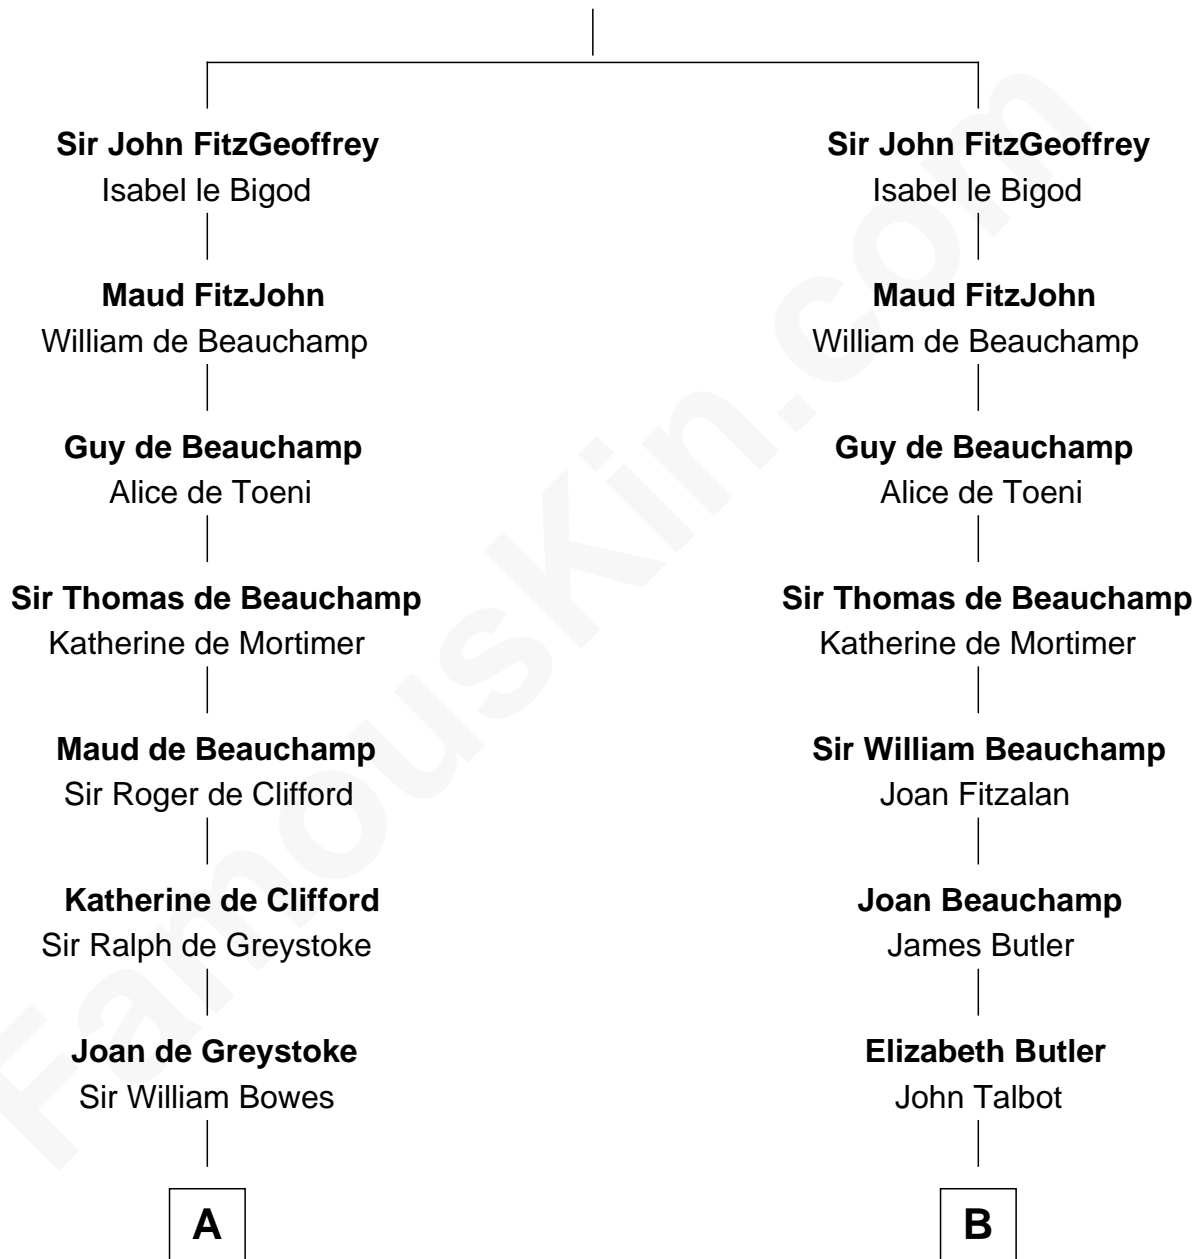 Sir John FitzGeoffrey
Isabel le Bigod
Maud FitzJohn
William de Beauchamp
Guy de Beauchamp
Alice de Toeni
Sir Thomas de Beauchamp
Katherine de Mortimer
Maud de Beauchamp
Sir Roger de Clifford
Katherine de Clifford
Sir Ralph de Greystoke
Joan de Greystoke
Sir William Bowes
A
Sir John FitzGeoffrey
Isabel le Bigod
Maud FitzJohn
William de Beauchamp
Guy de Beauchamp
Alice de Toeni
Sir Thomas de Beauchamp
Katherine de Mortimer
Sir William Beauchamp
Joan Fitzalan
Joan Beauchamp
James Butler
Elizabeth Butler
John Talbot
B
FamousKin.com